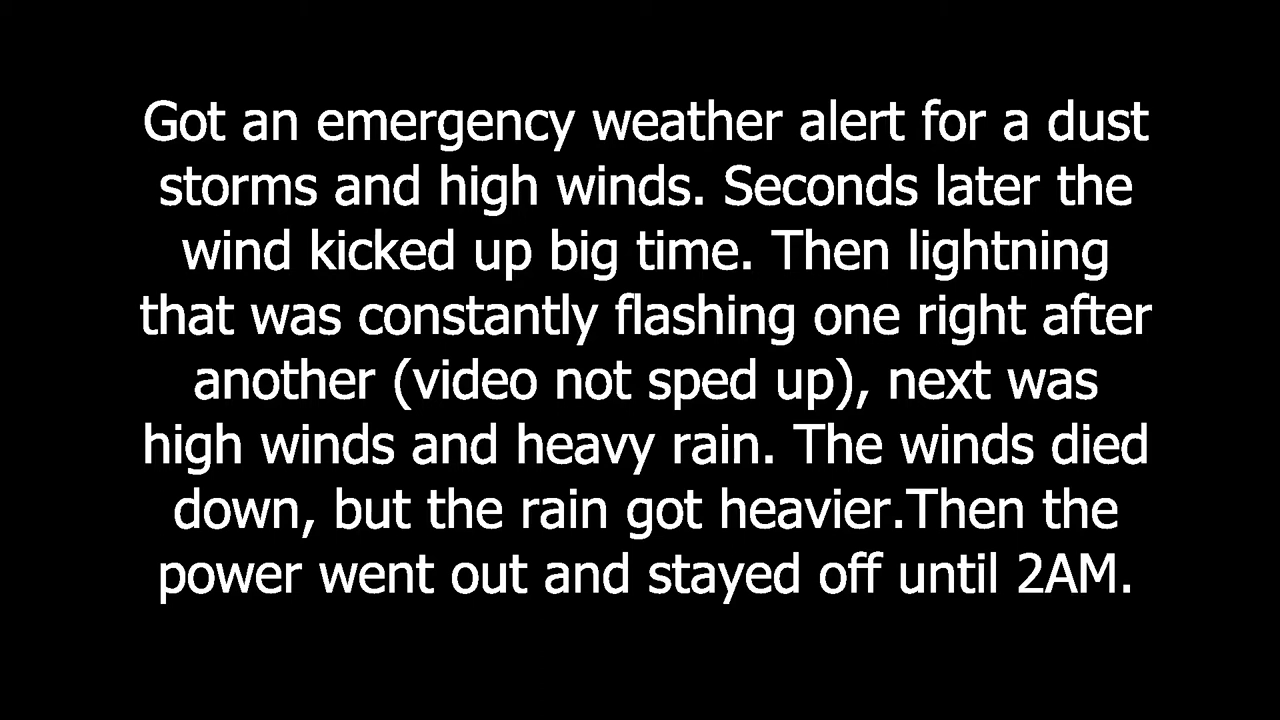 Got an emergency weather alert for a dust
storms and high winds. Seconds later the
wind kicked up big time. Then lightning
that was constantly flashing one right after
another (video not sped up), next was
high winds and heavy rain. The winds died
down, but the rain got heavier.Then the
power went out and stayed off until 2AM.